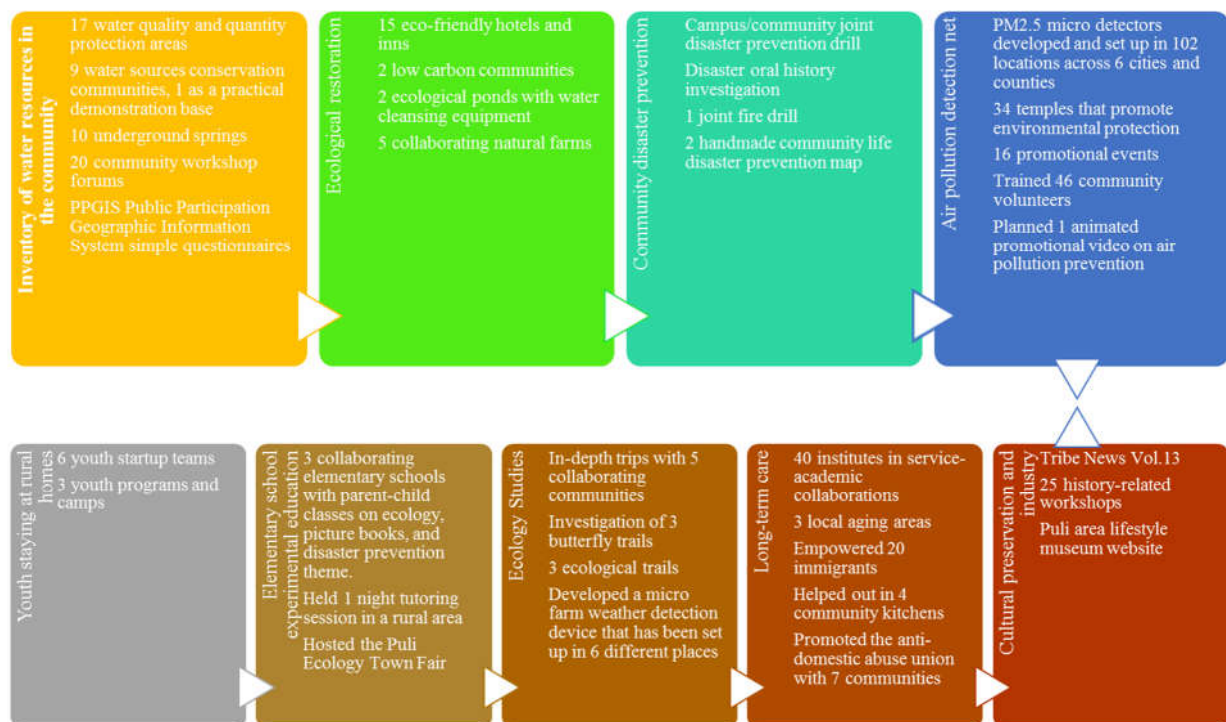 Inventory of water resources in
the community
17 water quality and quantity
protection areas
9 water sources conservation
communities, 1 as a practical
demonstration base
10 underground springs
20 community workshop
forums
PPGIS Public Participation
Geographic Information
System simple questionnaires
Ecological restoration
15 eco-friendly hotels and
inns
2 low carbon communities
2 ecological ponds with water
cleansing equipment
5 collaborating natural farms
Community disaster prevention
Campus/community joint
disaster prevention drill
Disaster oral history
investigation
1 joint fire drill
2 handmade community life
disaster prevention map
Air pollution detection net
PM2.5 micro detectors
developed and set up in 102
locations across 6 cities and
counties
34 temples that promote
environmental protection
16 promotional events
Trained 46 community
volunteers
Planned 1 animated
promotional video on air
pollution prevention
Youth staying at rural
homes
6 youth startup teams
3 youth programs and
camps
Elementary school
experimental education
3 collaborating
elementary schools
with parent-child
classes on ecology,
picture books, and
disaster prevention
theme.
Held 1 night tutoring
session in a rural area
Hosted the Puli
Ecology Town Fair
Ecology Studies
In-depth trips with 5
collaborating
communities
Investigation of 3
butterfly trails
3 ecological trails
Developed a micro
farm weather detection
device that has been set
up in 6 different places
Long-term care
40 institutes in service-
academic
collaborations
3 local aging areas
Empowered 20
immigrants
Helped out in 4
community kitchens
Promoted the anti-
domestic abuse union
with 7 communities
Cultural preservation and
industry
Tribe News Vol.13
25 history-related
workshops
Puli area lifestyle
museum website